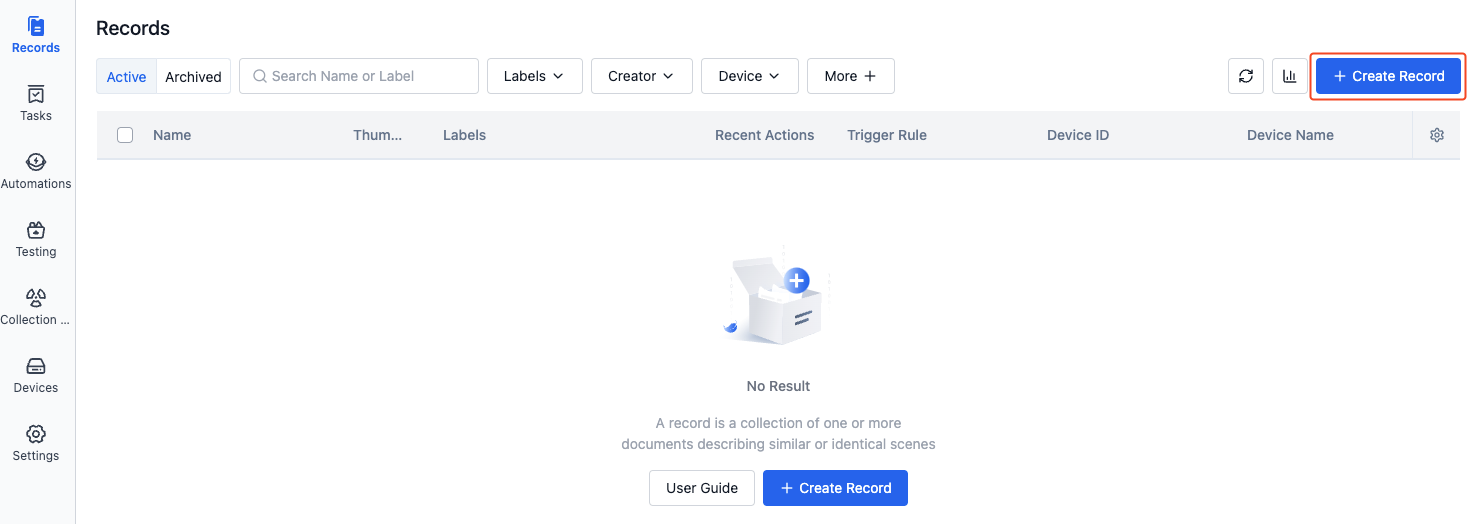 Records
Tasks
Automations
Testing
Collection ...
Devices
Settings
Records
Active Archived Search Name or Label Labels Creator Device More + + Create Record
Name Thum... Labels Recent Actions Trigger Rule Device ID Device Name
No Result
A record is a collection of one or more
documents describing similar or identical scenes
User Guide + Create Record